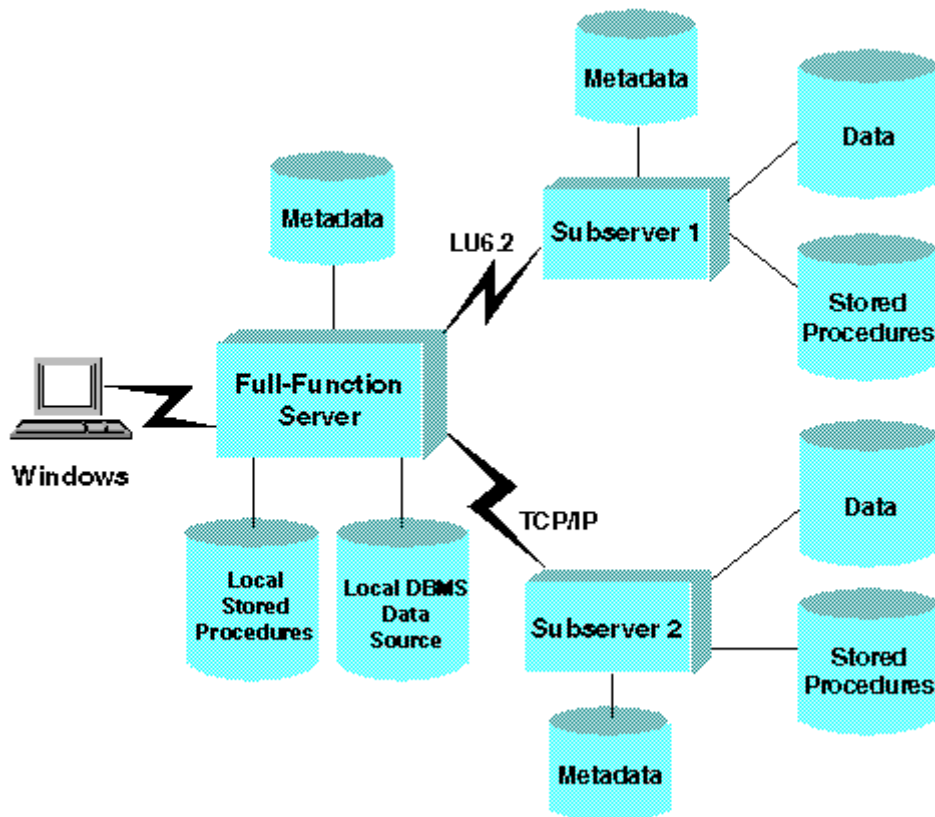 Metadata
Data
Metadata
Subserver 1
LU6.2
Stored
Procedures
Full-Function
Server
Windows
TCP/IP
Data
Local
Stored
Procedures
Local DBMS
Data
Source
Subserver 2
Stored
Procedures
Metadata